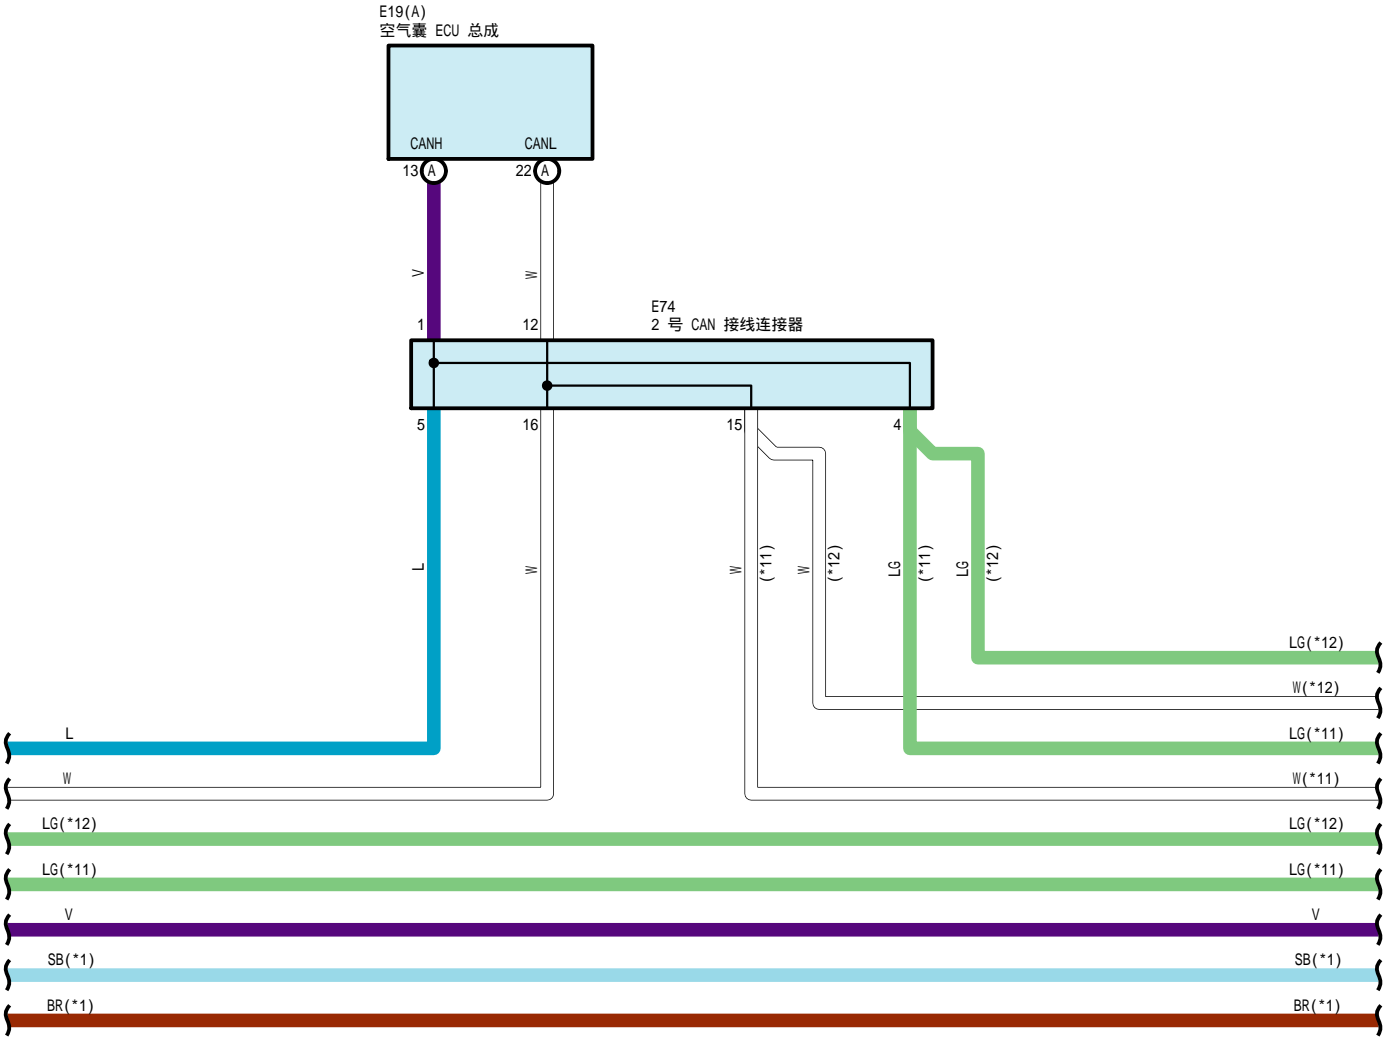 E19(A)
空气囊 ECU 总成
CANH
CANL
13
A
22
A
V
W
E74
2 号 CAN 接线连接器
1
12
5
16
15
4
L
W
W
(*11)
W
(*12)
LG
(*11)
LG
(*12)
LG(*12)
W(*12)
L
LG(*11)
W
W(*11)
LG(*12)
LG(*12)
LG(*11)
LG(*11)
V
V
SB(*1)
SB(*1)
BR(*1)
BR(*1)